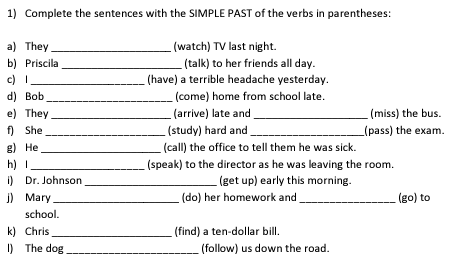 1) Complete the sentences with the SIMPLE PAST of the verbs in parentheses:
a) They ____________________ (watch) TV last night.
b) Priscila ____________________ (talk) to her friends all day.
c) I ____________________ (have) a terrible headache yesterday.
d) Bob ____________________ (come) home from school late.
e) They ____________________ (arrive) late and ____________________ (miss) the bus.
f) She ____________________ (study) hard and ____________________(pass) the exam.
g) He ____________________ (call) the office to tell them he was sick.
h) I ____________________ (speak) to the director as he was leaving the room.
i) Dr. Johnson ______________________ (get up) early this morning.
j) Mary ____________________ (do) her homework and ________________ (go) to
school.
k) Chris ____________________ (find) a ten-dollar bill.
l) The dog ______________________ (follow) us down the road.